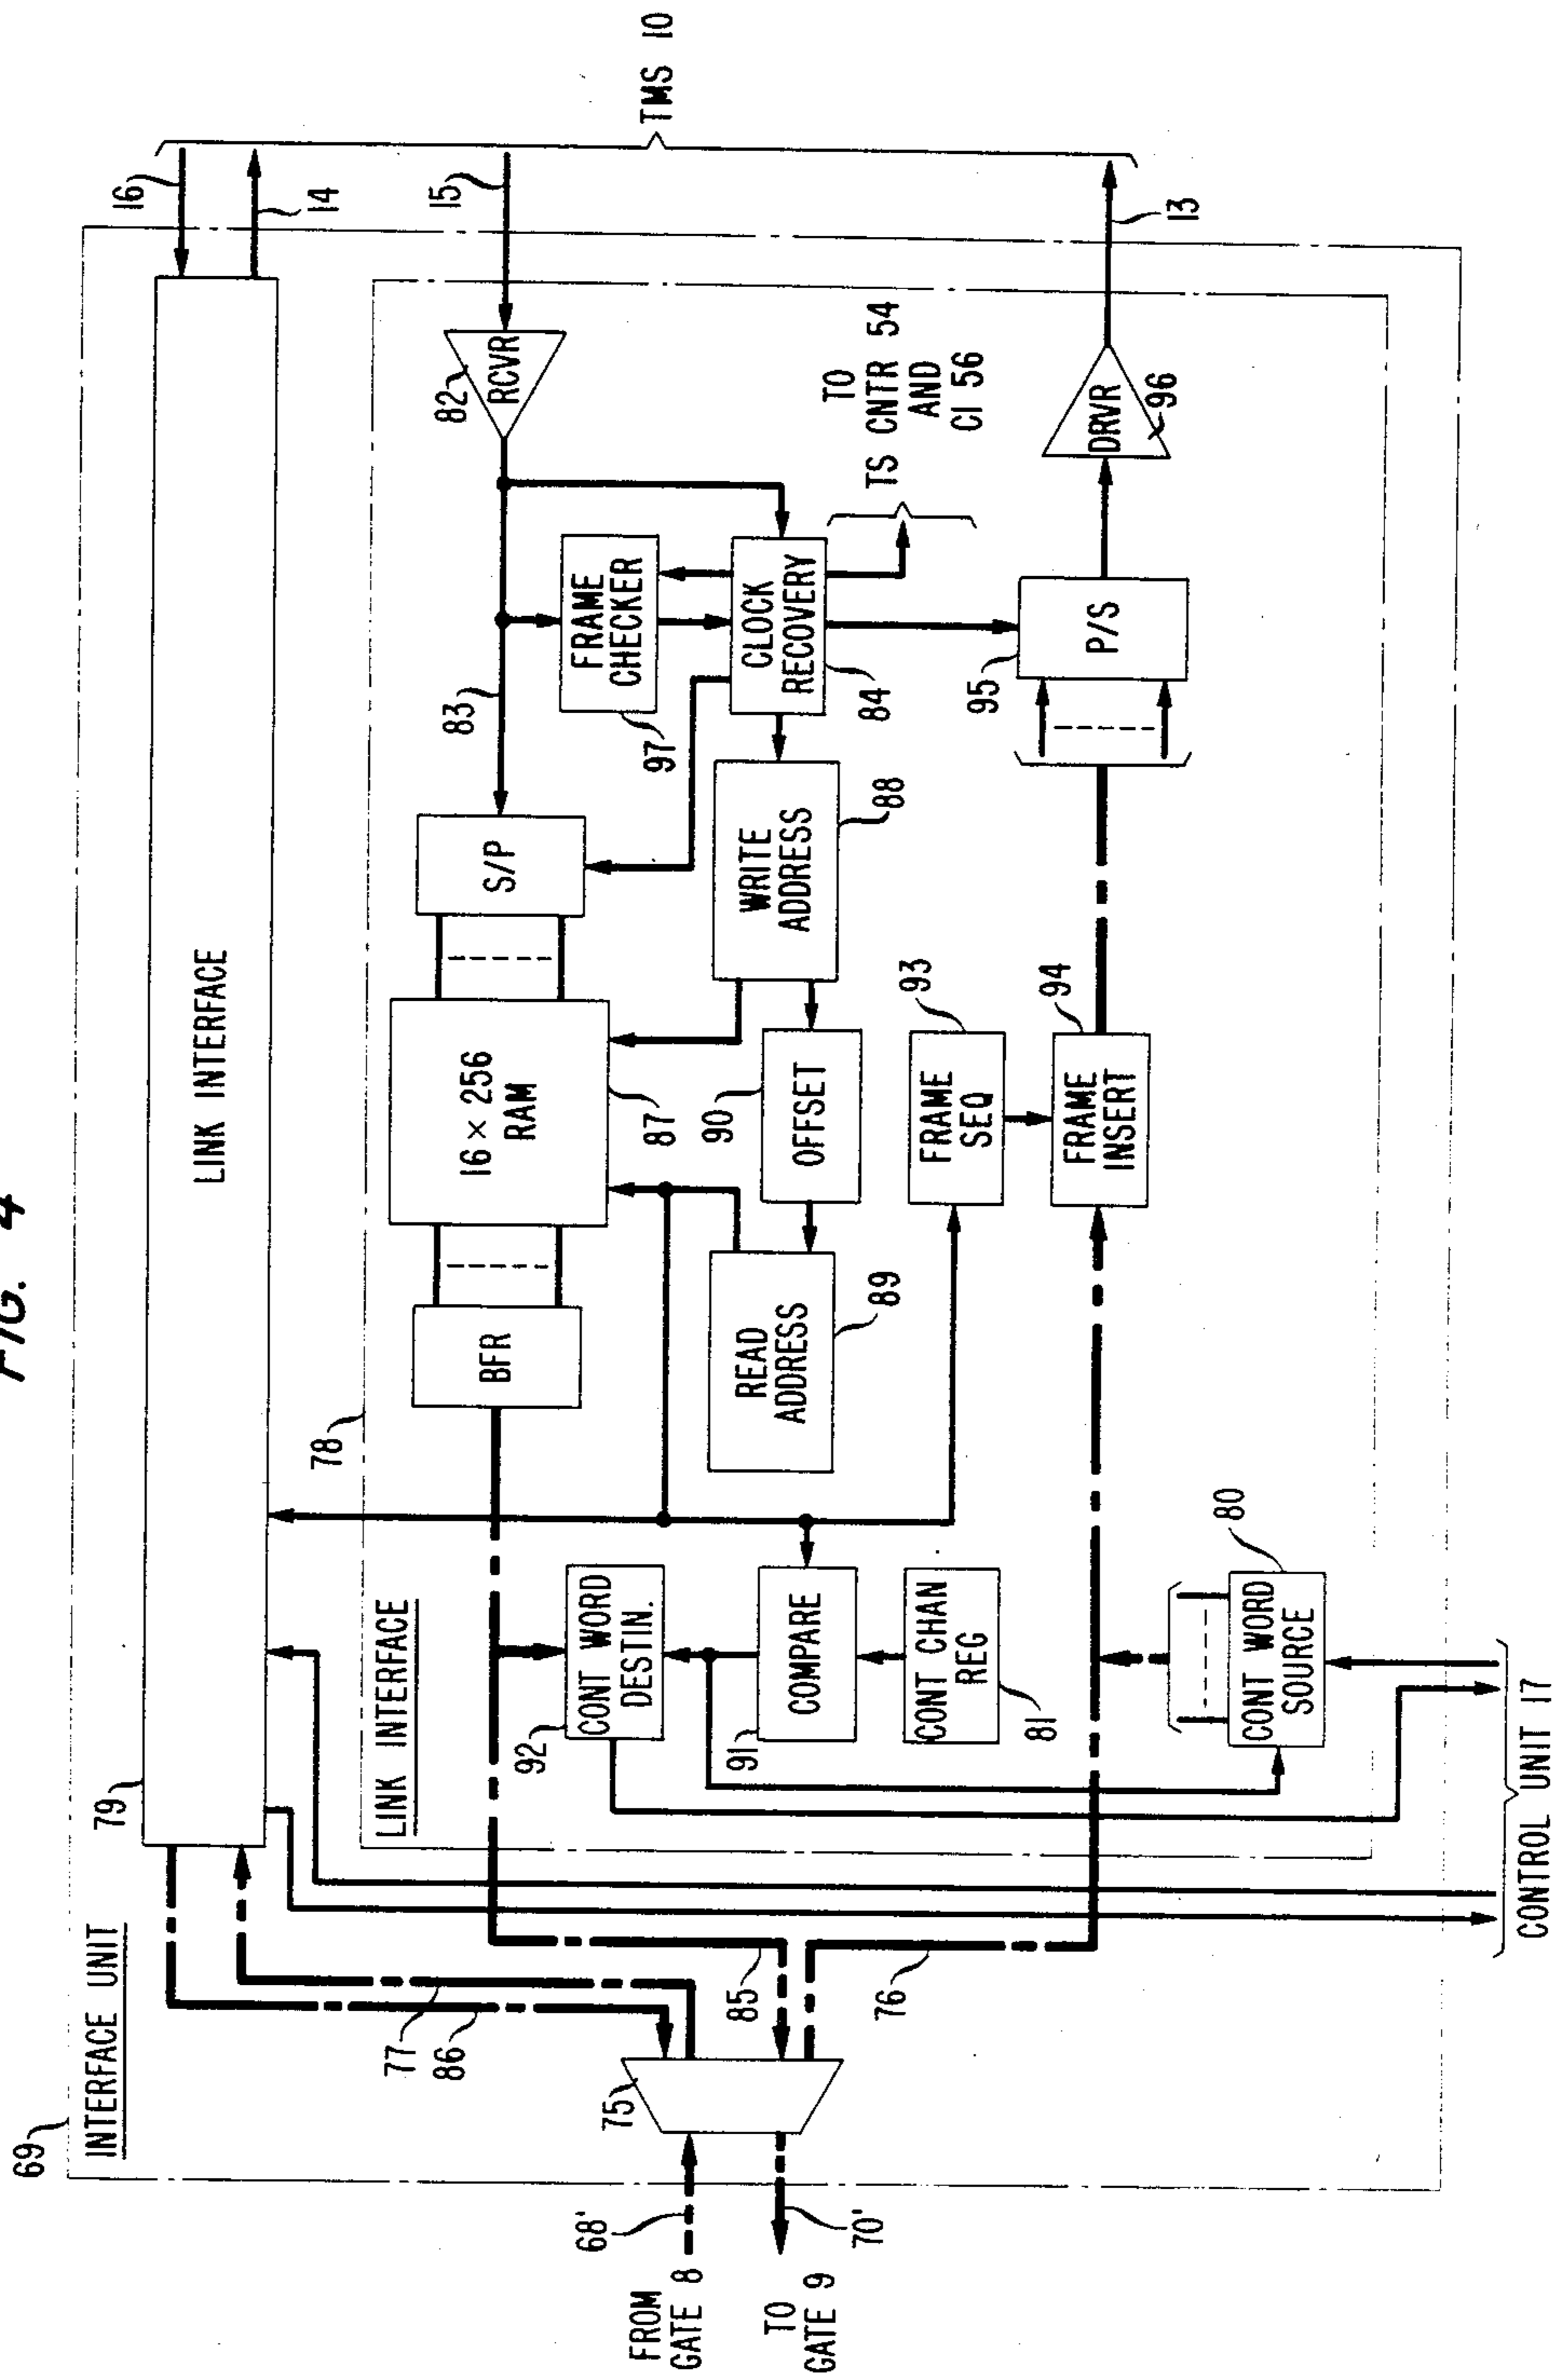 FIG. 4
69
INTERFACE UNIT
79
LINK INTERFACE
16
14
TMS 10
15
13
78
LINK INTERFACE
BFR
16 × 256
RAM
87
S/P
83
82
RCVR
FRAME
CHECKER
97
CLOCK
RECOVERY
84
TO
TS CNTR 54
AND
CI 56
WRITE
ADDRESS
88
90
OFFSET
READ
ADDRESS
89
92
CONT WORD
DESTIN.
91
COMPARE
CONT CHAN
REG
81
93
FRAME
SEQ
94
FRAME
INSERT
95
P/S
DRVR
96
80
CONT WORD
SOURCE
77
86
85
76
75
68'
FROM
GATE 8
70'
TO
GATE 9
CONTROL UNIT 17